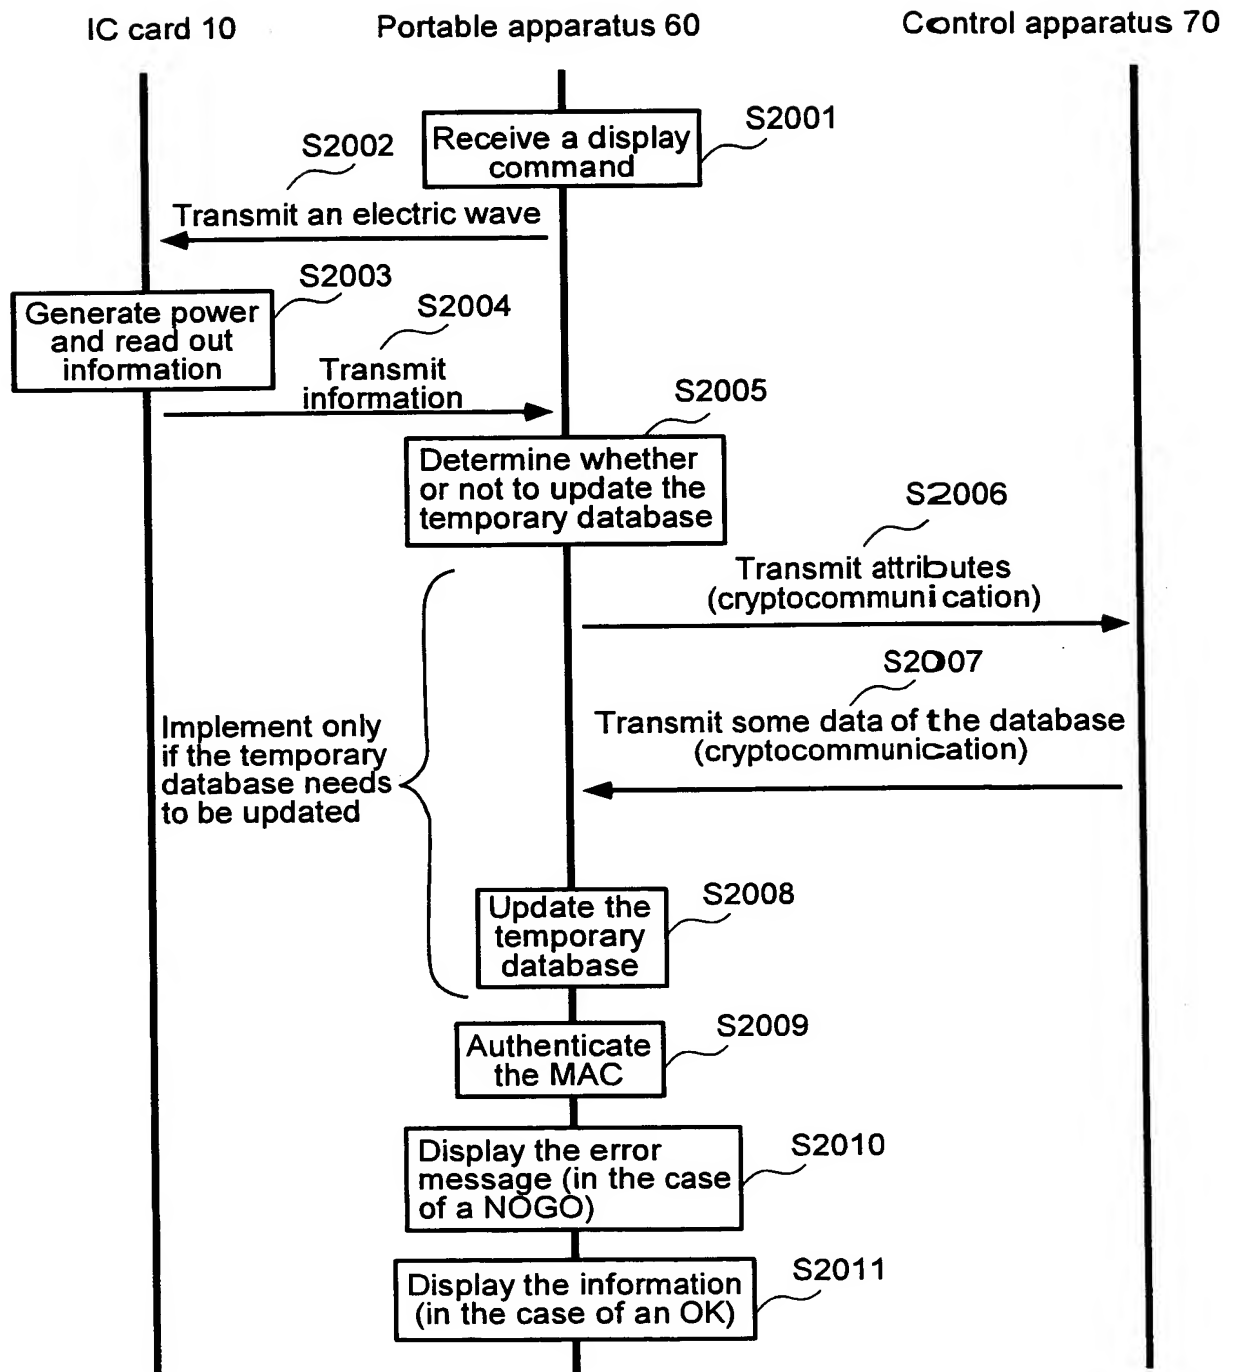 IC card 10
Portable apparatus 60
Control apparatus 70
Receive a display
command
S2001
S2002
Transmit an electric wave
S2003
Generate power
and read out
information
S2004
Transmit
information
S2005
Determine whether
or not to update the
temporary database
S2006
Transmit attributes
(cryptocommunication)
S2007
Transmit some data of the database
(cryptocommunication)
Implement only
if the temporary
database needs
to be updated
S2008
Update the
temporary
database
S2009
Authenticate
the MAC
S2010
Display the error
message (in the case
of a NOGO)
S2011
Display the information
(in the case of an OK)